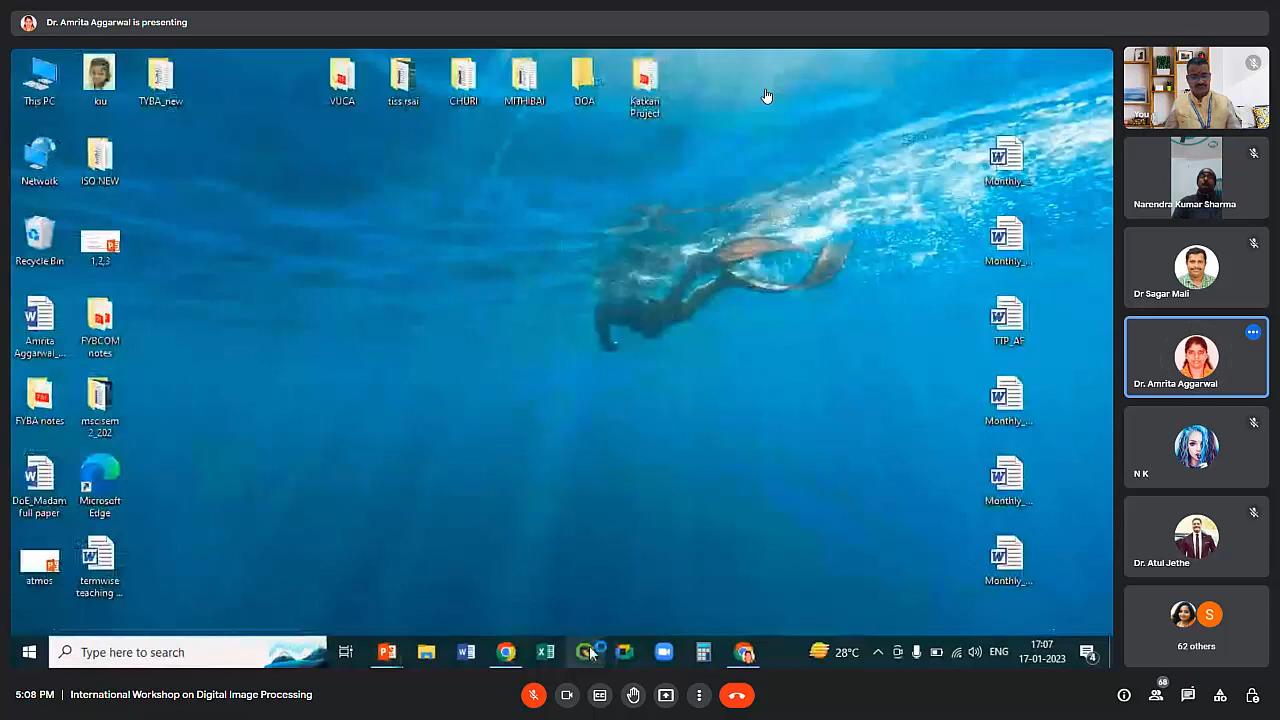 Dr. Amrita Aggarwal is presenting
This PC
kiu
TYBA_new
VUCA
tiss.rsai
CHURI
MITHIBAI
DOA
Katkari
Project
You
Network
ISQ NEW
Monthly_...
Narendra Kumar Sharma
Recycle Bin
1,2,3
Monthly_...
Dr Sagar Mali
Amrita
Aggarwal_...
FYBCOM
notes
TTP_AF
Dr. Amrita Aggarwal
FYBA notes
msc sem
2_202
Monthly_...
N K
DoE_Madam
full paper
Microsoft
Edge
Monthly_...
atmos
termwise
teaching ...
Monthly_...
Dr. Atul Jethe
S
62 others
Type here to search
28°C
ENG
17:07
17-01-2023
4
5:08 PM | International Workshop on Digital Image Processing
68